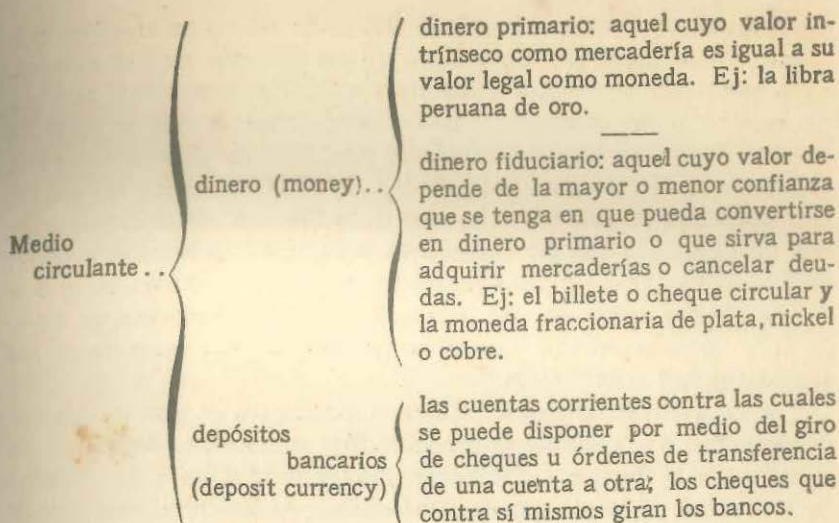 Medio
circulante . .
dinero (money) . .
dinero primario: aquel cuyo valor in-
trínseco como mercadería es igual a su
valor legal como moneda. Ej: la libra
peruana de oro.
dinero fiduciario: aquel cuyo valor de-
pende de la mayor o menor confianza
que se tenga en que pueda convertirse
en dinero primario o que sirva para
adquirir mercaderías o cancelar deu-
das. Ej: el billete o cheque circular y
la moneda fraccionaria de plata, nickel
o cobre.
depósitos
bancarios
(deposit currency)
las cuentas corrientes contra las cuales
se puede disponer por medio del giro
de cheques u órdenes de transferencia
de una cuenta a otra; los cheques que
contra sí mismos giran los bancos.